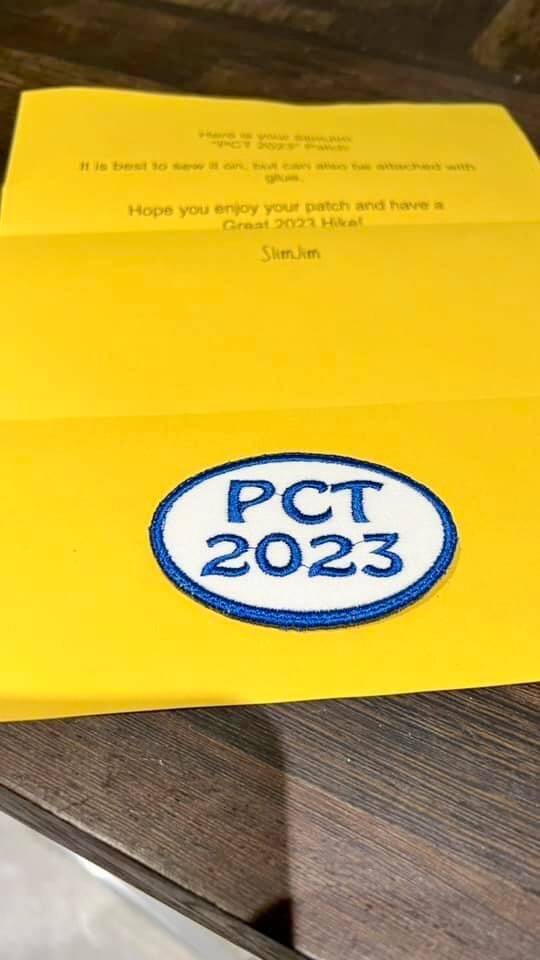 Here is your SlimJim
"PCT 2023" Patch
It is best to sew it on, but can also be attached with
glue.
Hope you enjoy your patch and have a
Great 2023 Hike!
SlimJim
PCT
2023